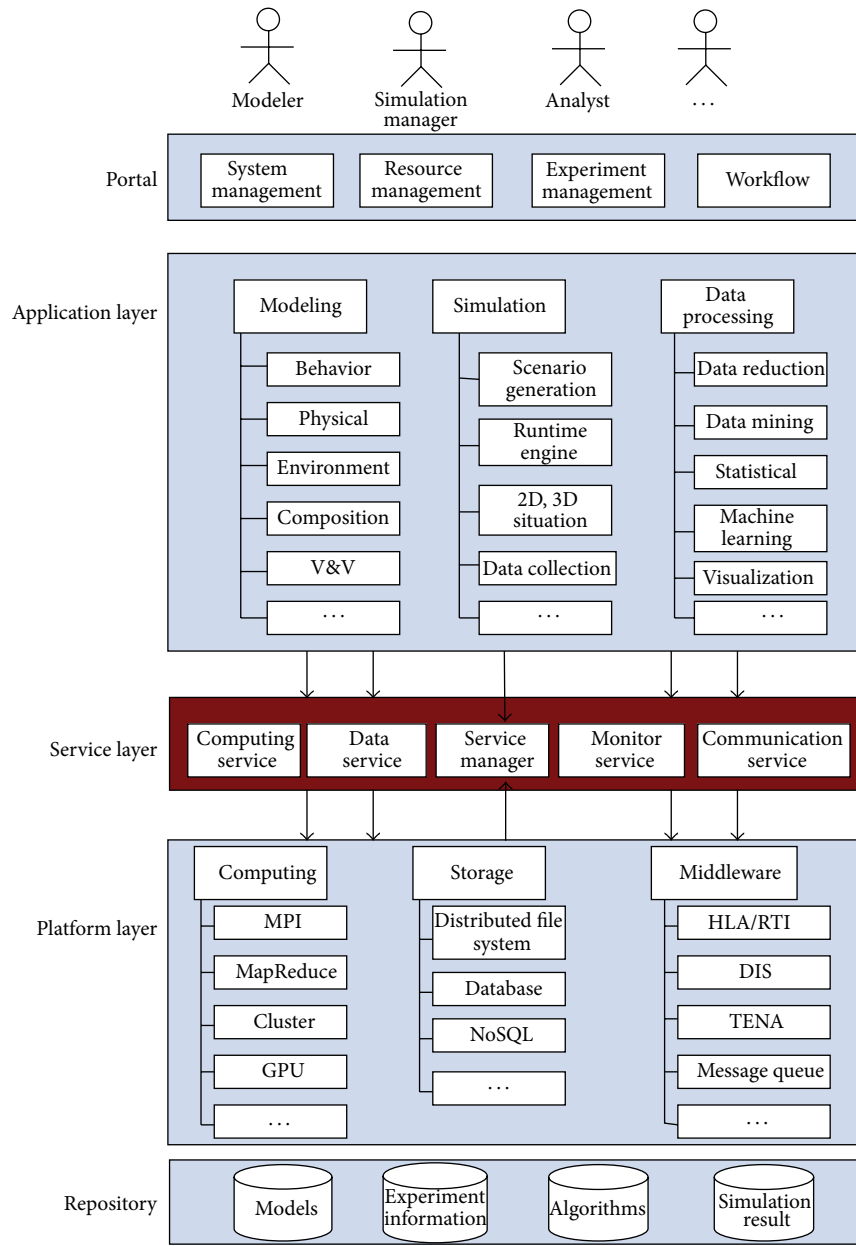 Modeler
Simulation
manager
Analyst
...
Portal
System
management
Resource
management
Experiment
management
Workflow
Application layer
Modeling
Behavior
Physical
Environment
Composition
V&V
...
Simulation
Scenario
generation
Runtime
engine
2D, 3D
situation
Data collection
...
Data
processing
Data reduction
Data mining
Statistical
Machine
learning
Visualization
...
Service layer
Computing
service
Data
service
Service
manager
Monitor
service
Communication
service
Platform layer
Computing
MPI
MapReduce
Cluster
GPU
...
Storage
Distributed file
system
Database
NoSQL
...
Middleware
HLA/RTI
DIS
TENA
Message queue
...
Repository
Models
Experiment
information
Algorithms
Simulation
result